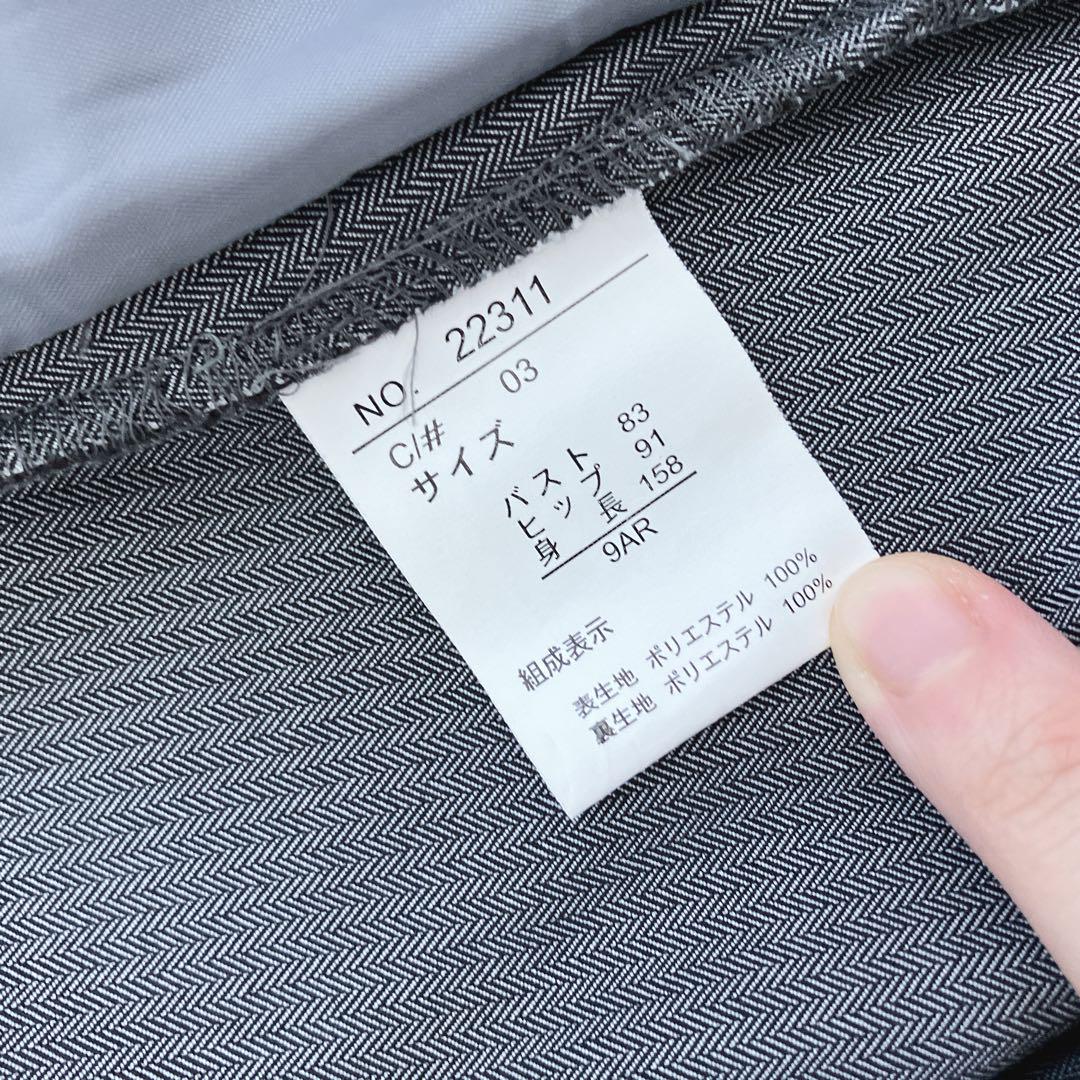 NO. 22311
C/# 03
サイズ
バスト 83
ヒップ 91
身長 158
9AR
組成表示
表生地 ポリエステル 100%
裏生地 ポリエステル 100%